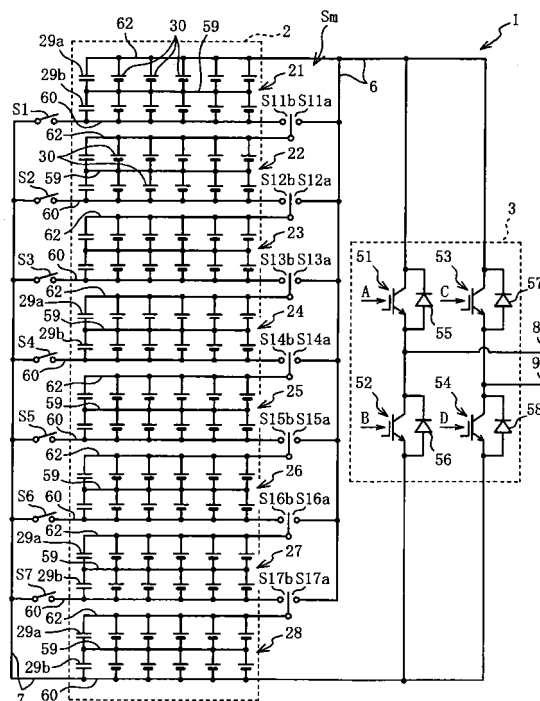 62 30 59 2 Sm 1
29a
21
6
29b
S1 60 S11b S11a
62
30
59
22
S2 60 S12b S12a
62
23
3
S3 60 S13b S13a
62
51 53
29a
59
24
A C 57
29b
S4 S14b S14a
55
8
60
62
9
59
25
52 54
S5 60 S15b S15a
62
B D 58
26
56
59
S6 60 S16b S16a
62
29a
27
59
S7 29b S17b S17a
60
62
29a
59
28
29b
7 60